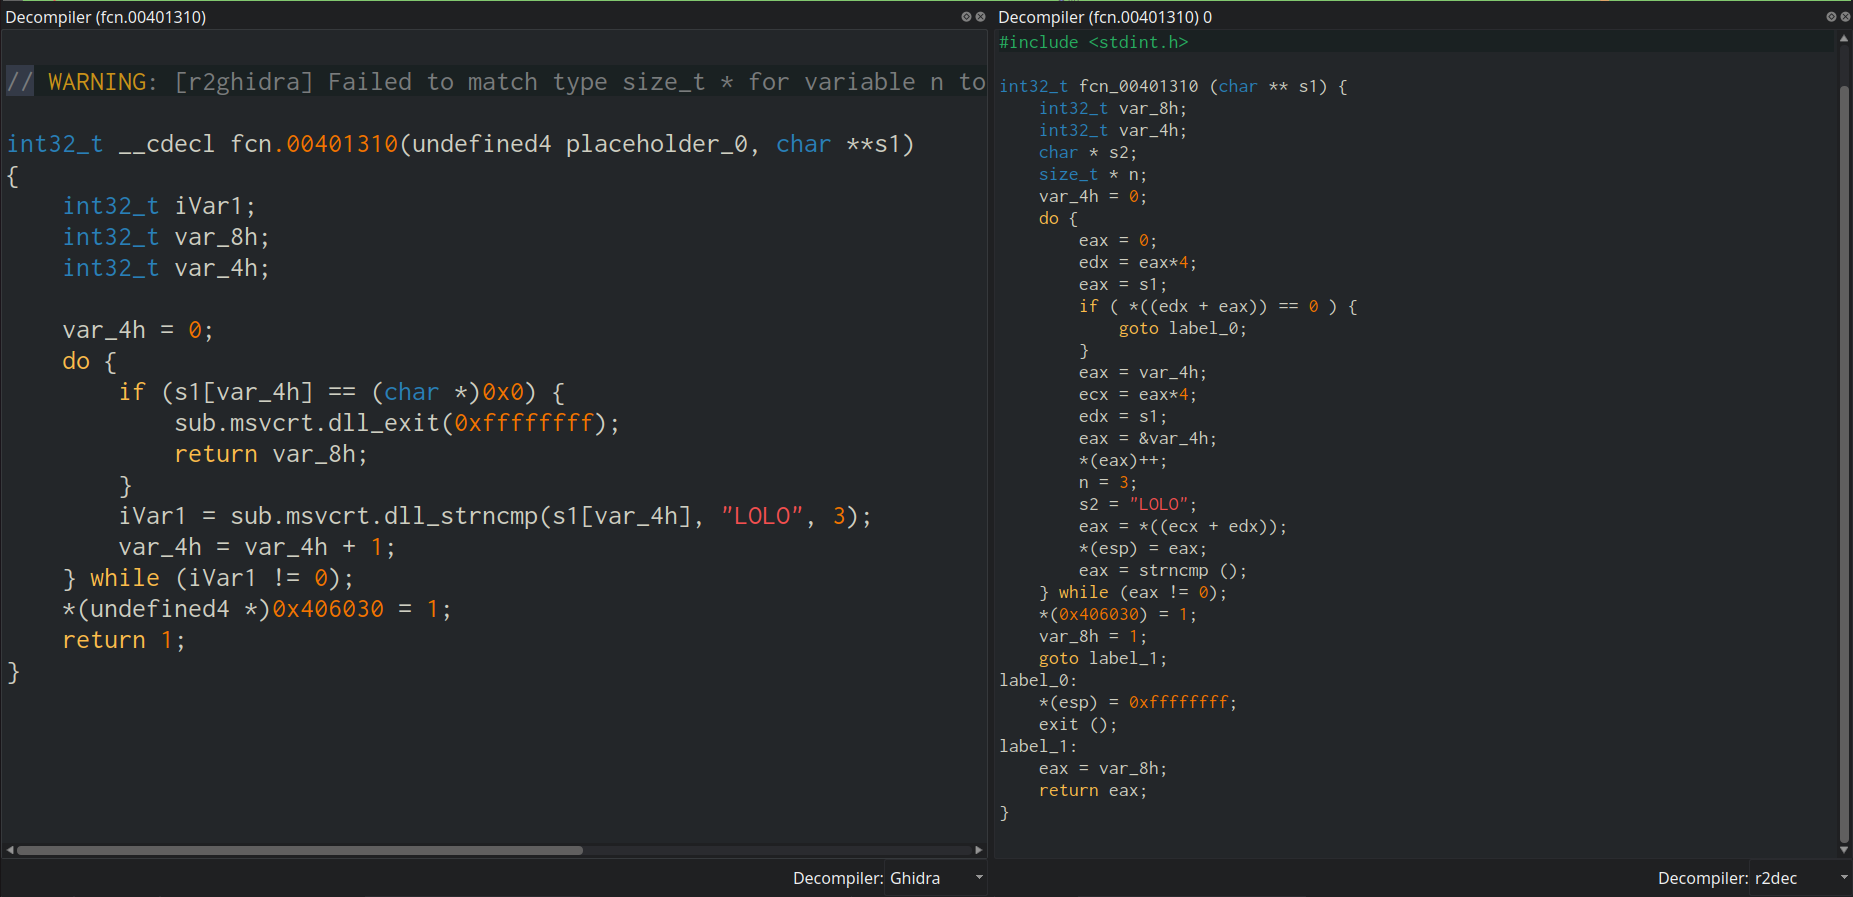 Decompiler (fcn.00401310)
// WARNING: [r2ghidra] Failed to match type size_t * for variable n to
int32_t __cdecl fcn.00401310(undefined4 placeholder_0, char **s1)
{
    int32_t iVar1;
    int32_t var_8h;
    int32_t var_4h;
    var_4h = 0;
    do {
        if (s1[var_4h] == (char *)0x0) {
            sub.msvcrt.dll_exit(0xffffffff);
            return var_8h;
        }
        iVar1 = sub.msvcrt.dll_strncmp(s1[var_4h], "LOLO", 3);
        var_4h = var_4h + 1;
    } while (iVar1 != 0);
    *(undefined4 *)0x406030 = 1;
    return 1;
}
Decompiler: Ghidra
Decompiler (fcn.00401310) 0
#include <stdint.h>
int32_t fcn_00401310 (char ** s1) {
    int32_t var_8h;
    int32_t var_4h;
    char * s2;
    size_t * n;
    var_4h = 0;
    do {
        eax = 0;
        edx = eax*4;
        eax = s1;
        if ( *((edx + eax)) == 0 ) {
            goto label_0;
        }
        eax = var_4h;
        ecx = eax*4;
        edx = s1;
        eax = &var_4h;
        *(eax)++;
        n = 3;
        s2 = "LOLO";
        eax = *((ecx + edx));
        *(esp) = eax;
        eax = strncmp ();
    } while (eax != 0);
    *(0x406030) = 1;
    var_8h = 1;
    goto label_1;
label_0:
    *(esp) = 0xffffffff;
    exit ();
label_1:
    eax = var_8h;
    return eax;
}
Decompiler: r2dec